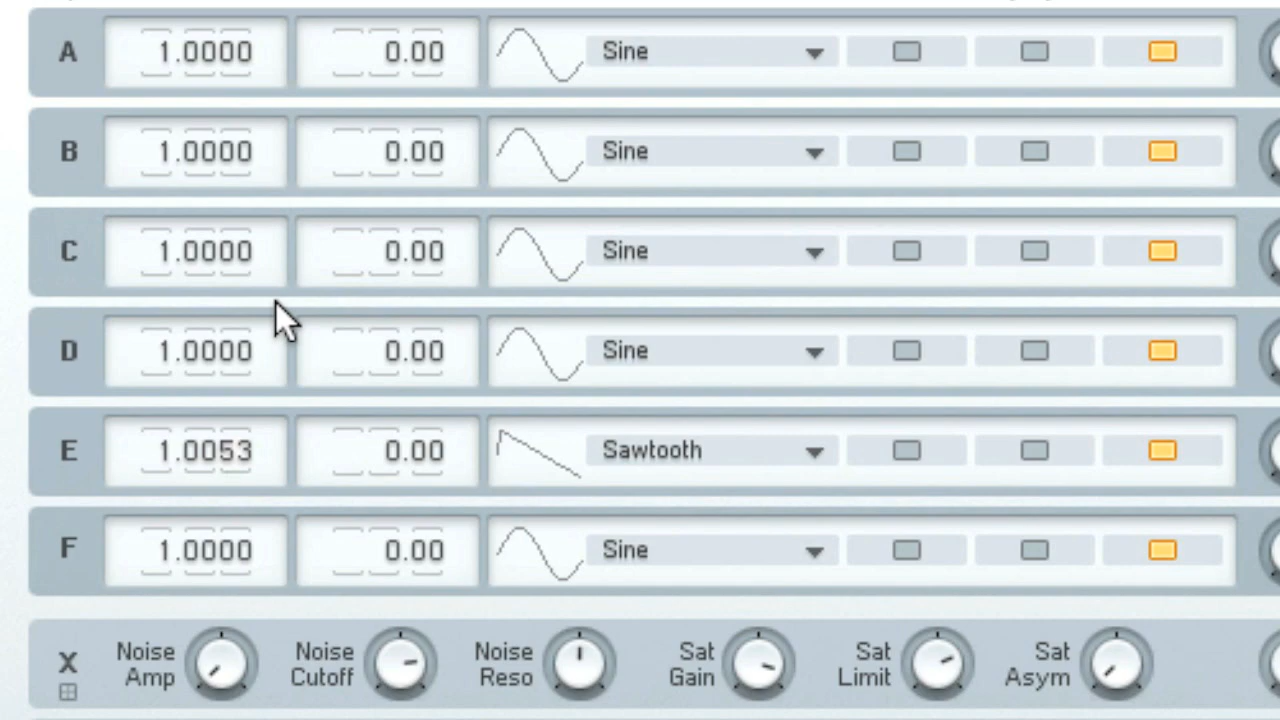 A 1.0000 0.00 Sine
B 1.0000 0.00 Sine
C 1.0000 0.00 Sine
D 1.0000 0.00 Sine
E 1.0053 0.00 Sawtooth
F 1.0000 0.00 Sine
X Noise Noise Noise Sat Sat Sat
Amp Cutoff Reso Gain Limit Asym